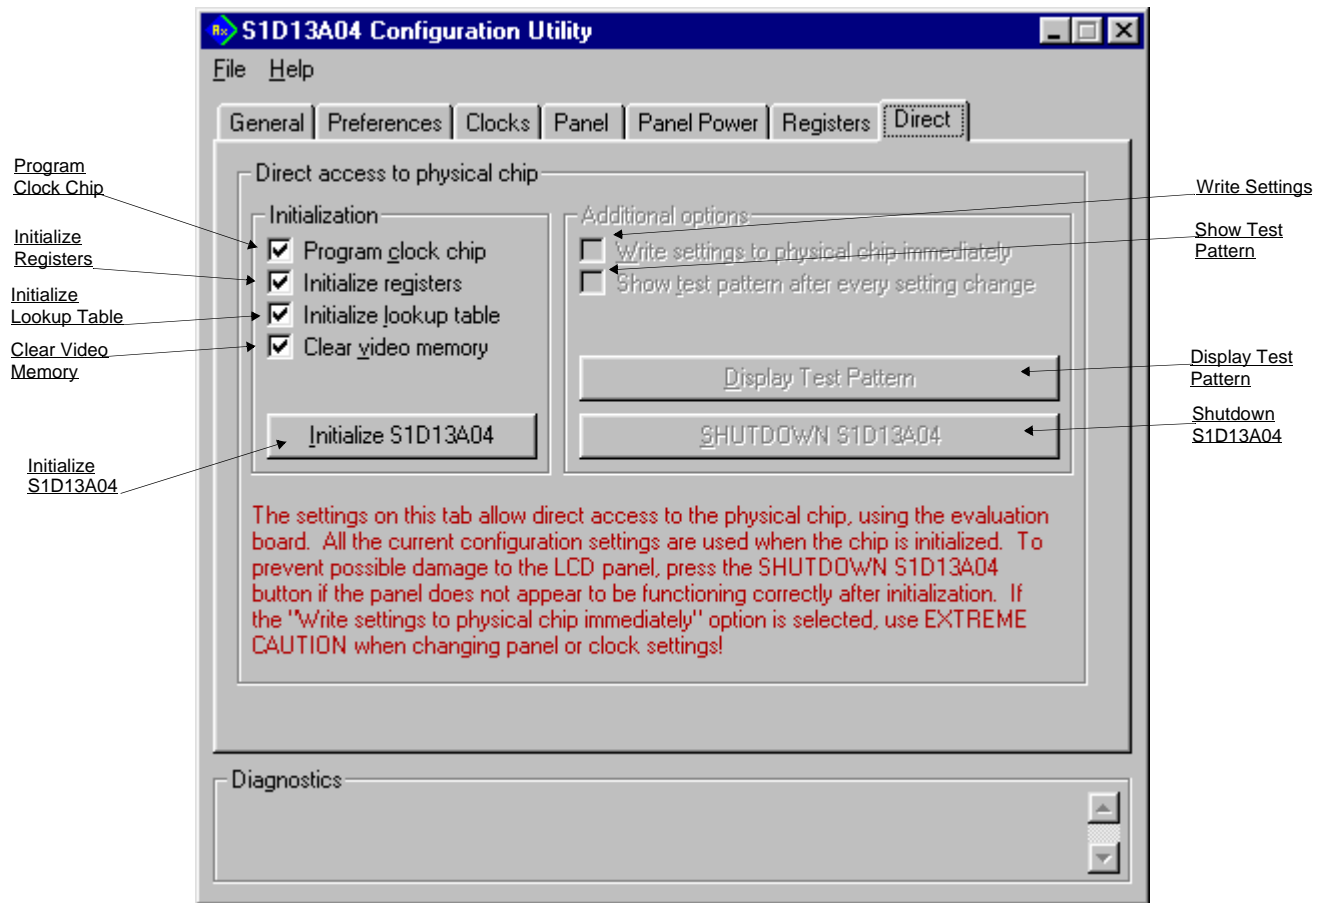 S1D13A04 Configuration Utility
File Help
General Preferences Clocks Panel Panel Power Registers Direct
Program
Clock Chip
Initialize
Registers
Initialize
Lookup Table
Clear Video
Memory
Initialize
S1D13A04
Direct access to physical chip
Initialization
Program clock chip
Initialize registers
Initialize lookup table
Clear video memory
Initialize S1D13A04
Additional options
Write settings to physical chip immediately
Show test pattern after every setting change
Display Test Pattern
SHUTDOWN S1D13A04
Write Settings
Show Test
Pattern
Display Test
Pattern
Shutdown
S1D13A04
The settings on this tab allow direct access to the physical chip, using the evaluation
board. All the current configuration settings are used when the chip is initialized. To
prevent possible damage to the LCD panel, press the SHUTDOWN S1D13A04
button if the panel does not appear to be functioning correctly after initialization. If
the "Write settings to physical chip immediately" option is selected, use EXTREME
CAUTION when changing panel or clock settings!
Diagnostics